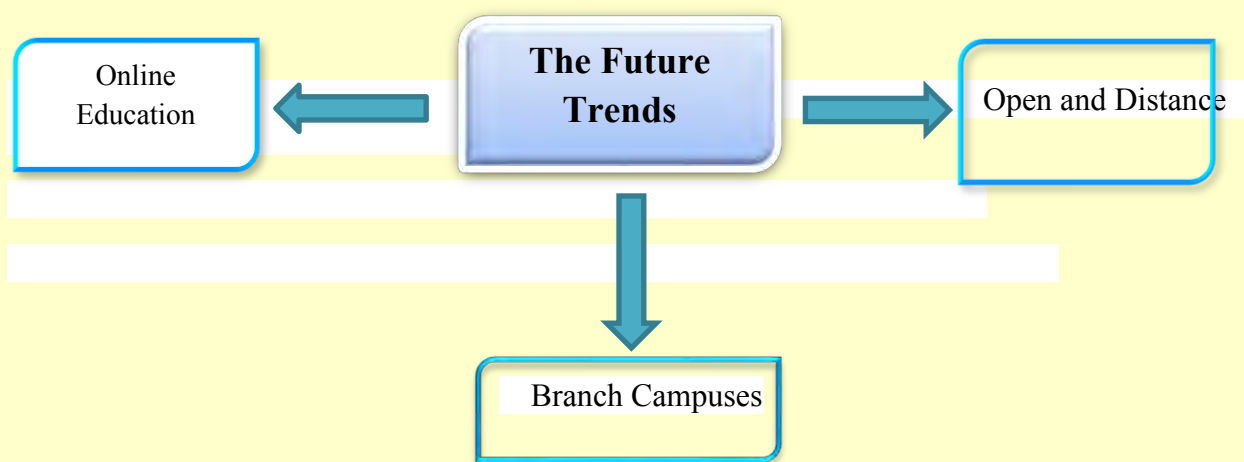 The Future
Trends
Online
Education
Open and Distance
Branch Campuses